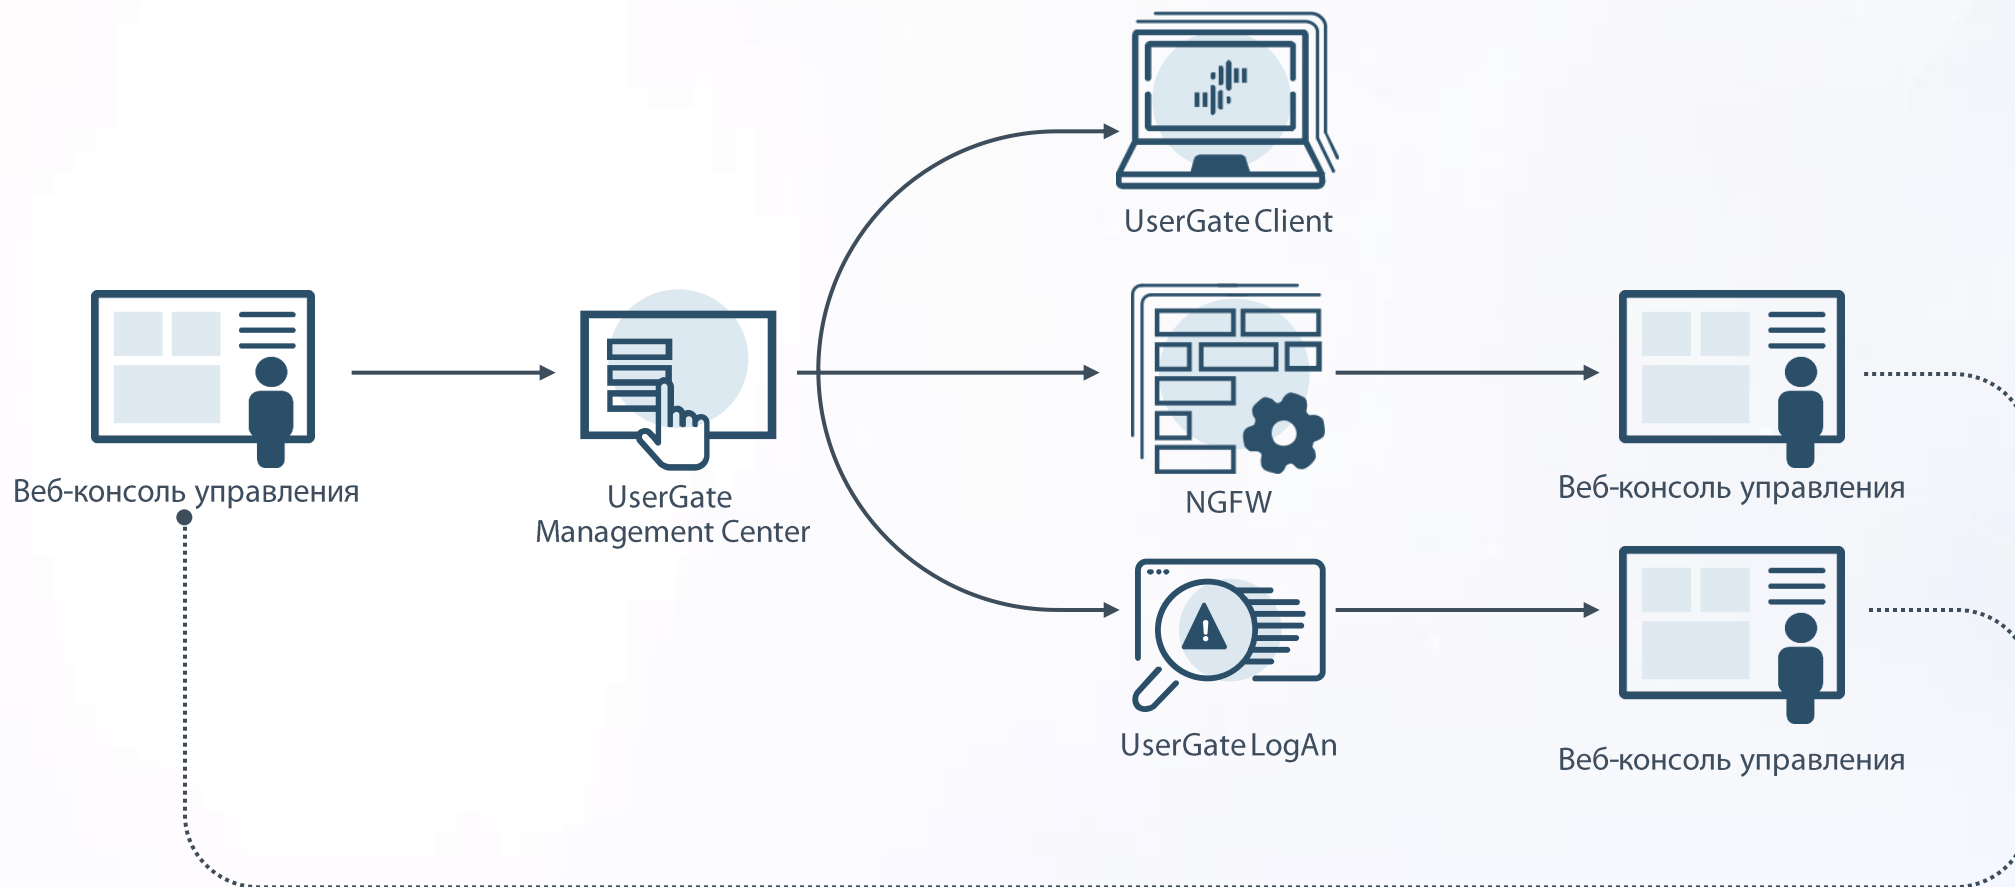 UserGate Client
Веб-консоль управления
UserGate
Management Center
NGFW
Веб-консоль управления
UserGate LogAn
Веб-консоль управления